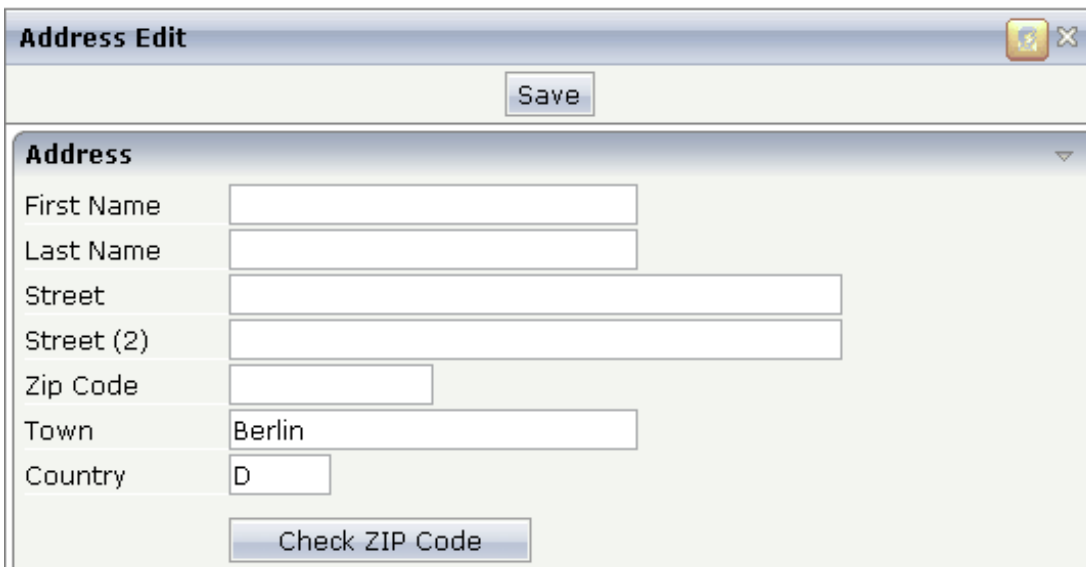 Address Edit
Save
Address
First Name
Last Name
Street
Street (2)
Zip Code
Town Berlin
Country D
Check ZIP Code